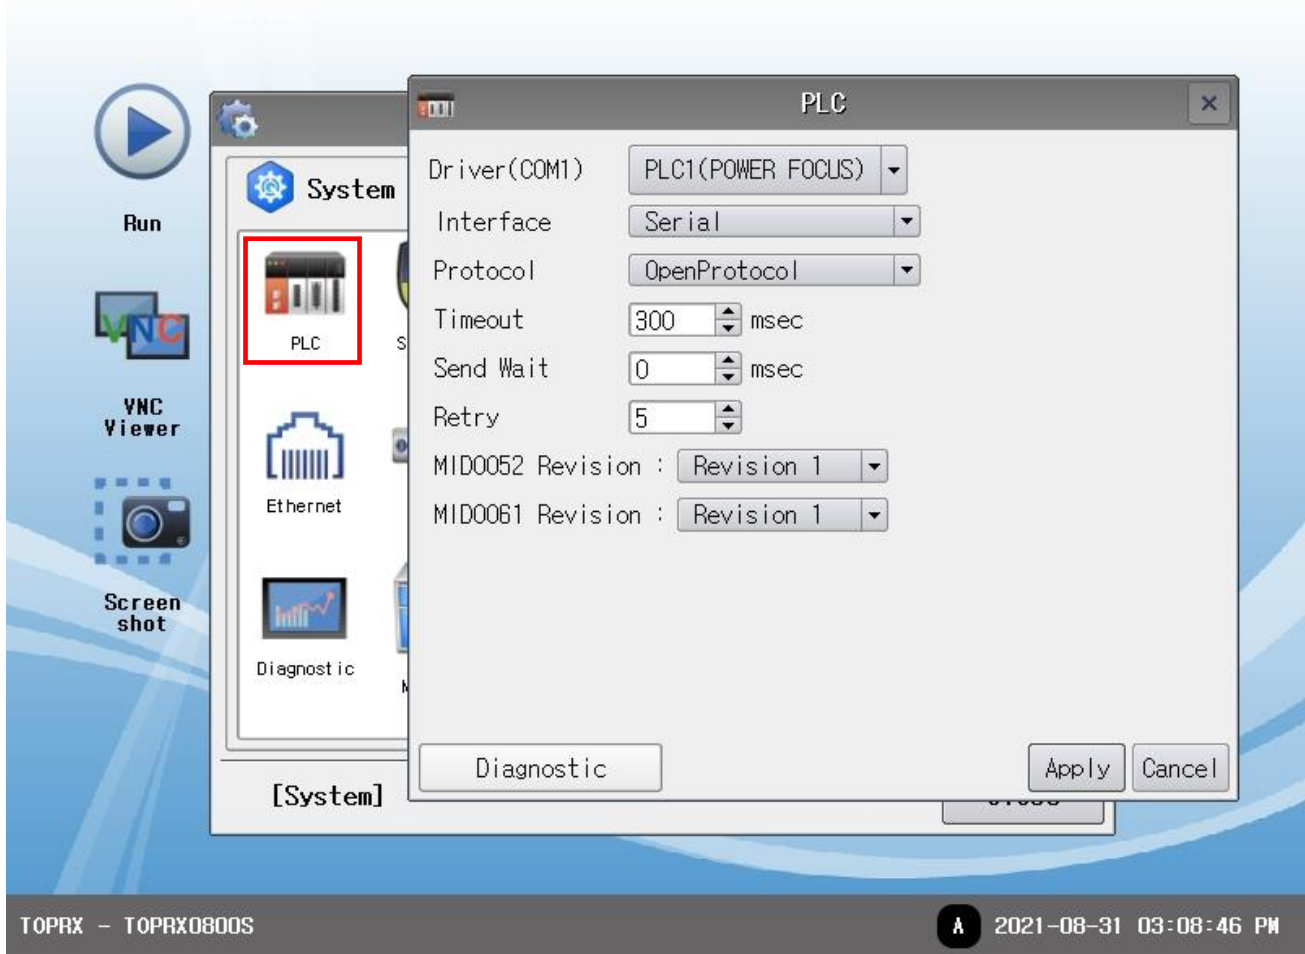 PLC
Driver(COM1) PLC1(POWER FOCUS)
Interface Serial
Protocol OpenProtocol
Timeout 300 msec
Send Wait 0 msec
Retry 5
MID0052 Revision : Revision 1
MID0061 Revision : Revision 1
Diagnostic Apply Cancel
System
PLC
Ethernet
Diagnostic
[System]
Run
VNC
VNC
Viewer
Screen
shot
TOPRX - TOPRX0800S A 2021-08-31 03:08:46 PM